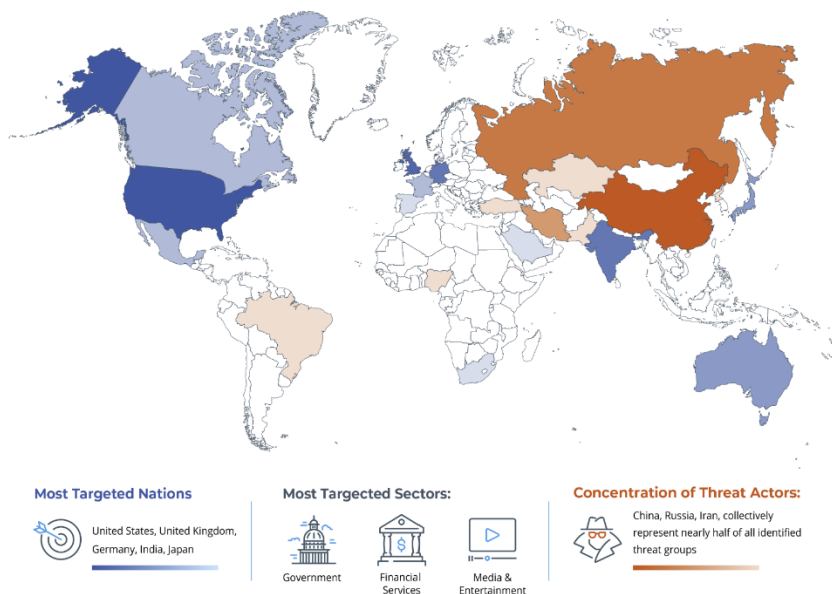 Most Targeted Nations
United States, United Kingdom,
Germany, India, Japan
Most Targected Sectors:
Government
Financial
Services
Media &
Entertainment
Concentration of Threat Actors:
China, Russia, Iran, collectively
represent nearly half of all identified
threat groups